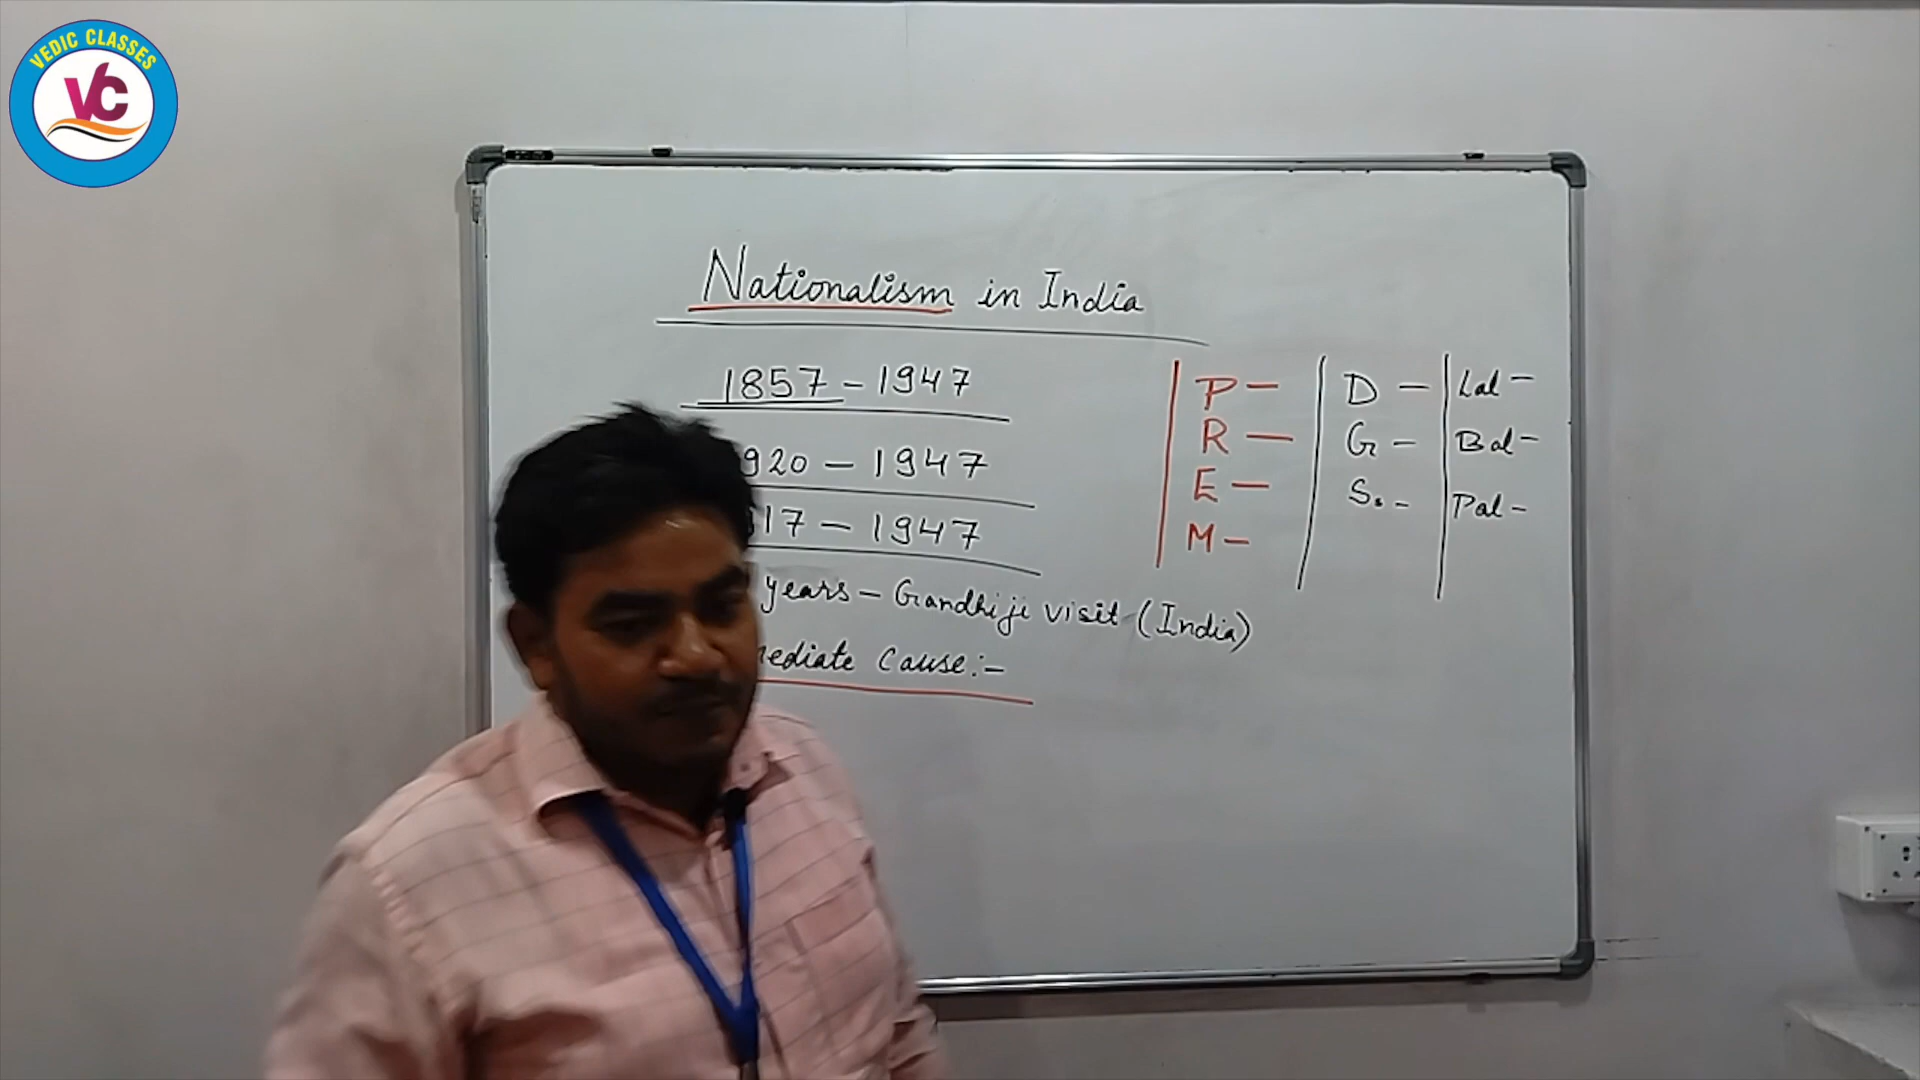 VEDIC CLASSES
VC
Nationalism in India
1857 - 1947
920 - 1947
17 - 1947
years - Gandhiji visit (India)
mediate Cause:-
P -
R -
E -
M -
D -
G -
S. -
Lal -
Bal -
Pal -